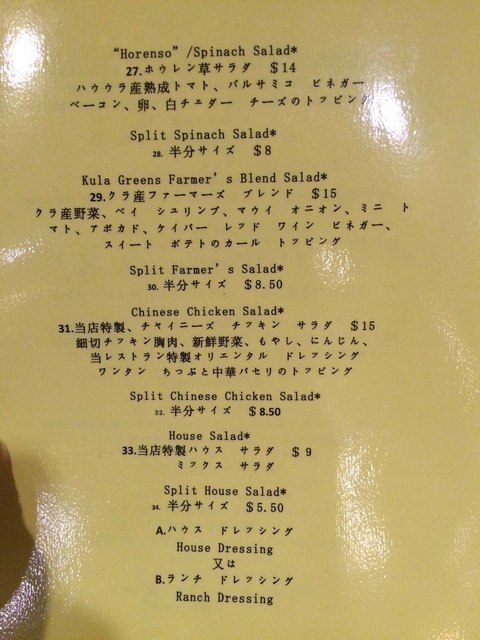 “Horenso” /Spinach Salad*
27.ホウレン草サラダ $14
ハウウラ産熟成トマト、バルサミコ ビネガー
ベーコン、卵、白チェダー チーズのトッピング
Split Spinach Salad*
28. 半分サイズ $8
Kula Greens Farmer’s Blend Salad*
29.クラ産ファーマーズ ブレンド $15
クラ産野菜、ベイ シュリンプ、マウイ オニオン、ミニ ト
マト、アボカド、ケイパー レッド ワイン ビネガー、
スイート ポテトのカール トッピング
Split Farmer’s Salad*
30. 半分サイズ $8.50
Chinese Chicken Salad*
31.当店特製、チャイニーズ チッキン サラダ $15
細切チッキン胸肉、新鮮野菜、もやし、にんじん、
当レストラン特製オリエンタル ドレッシング
ワンタン ちっぷと中華パセリのトッピング
Split Chinese Chicken Salad*
32. 半分サイズ $8.50
House Salad*
33.当店特製ハウス サラダ $9
ミックス サラダ
Split House Salad*
34. 半分サイズ $5.50
A.ハウス ドレッシング
House Dressing
又は
B.ランチ ドレッシング
Ranch Dressing